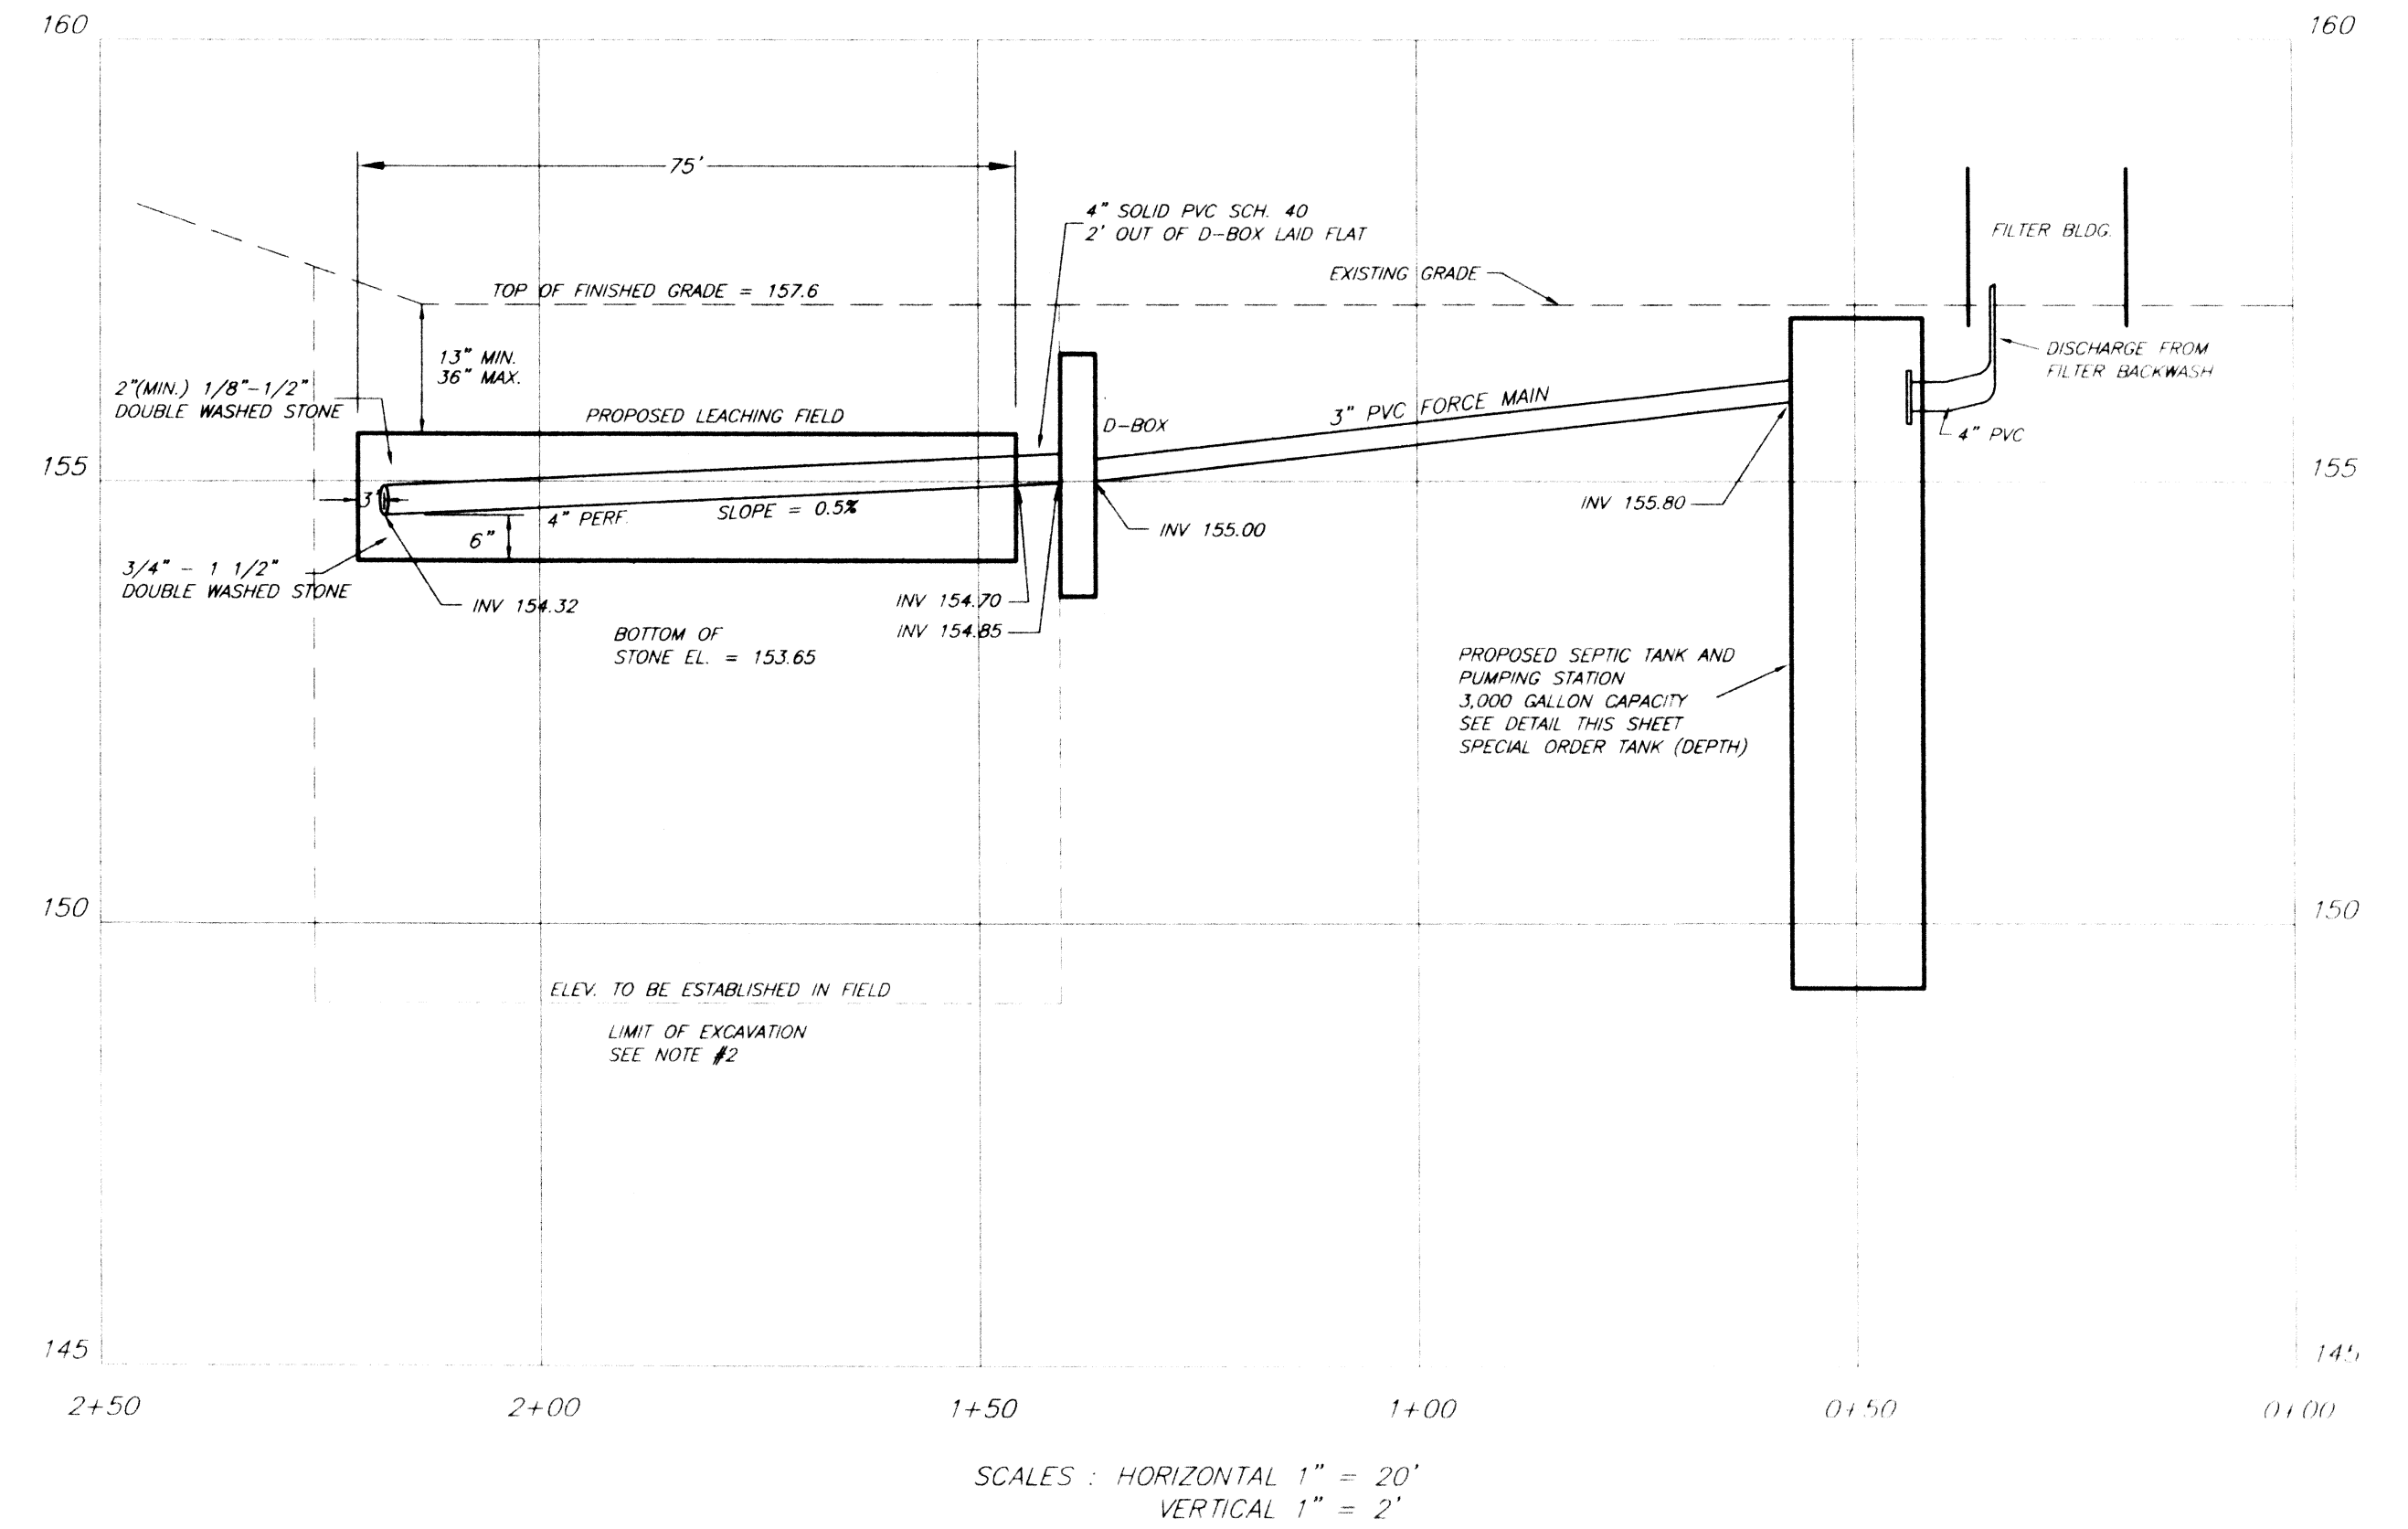 160
160
75'
4" SOLID PVC SCH. 40
2' OUT OF D-BOX LAID FLAT
FILTER BLDG.
EXISTING GRADE
TOP OF FINISHED GRADE = 157.6
13" MIN.
36" MAX.
DISCHARGE FROM
FILTER BACKWASH
2"(MIN.) 1/8"-1/2"
DOUBLE WASHED STONE
PROPOSED LEACHING FIELD
3" PVC FORCE MAIN
D-BOX
4" PVC
155
155
3'
4" PERF.
SLOPE = 0.5%
INV 155.80
INV 155.00
6"
3/4" - 1 1/2"
DOUBLE WASHED STONE
INV 154.32
INV 154.70
INV 154.85
BOTTOM OF
STONE EL. = 153.65
PROPOSED SEPTIC TANK AND
PUMPING STATION
3,000 GALLON CAPACITY
SEE DETAIL THIS SHEET
SPECIAL ORDER TANK (DEPTH)
150
150
ELEV. TO BE ESTABLISHED IN FIELD
LIMIT OF EXCAVATION
SEE NOTE #2
145
145
2+50
2+00
1+50
1+00
0+50
0+00
SCALES : HORIZONTAL 1" = 20'
VERTICAL 1" = 2'